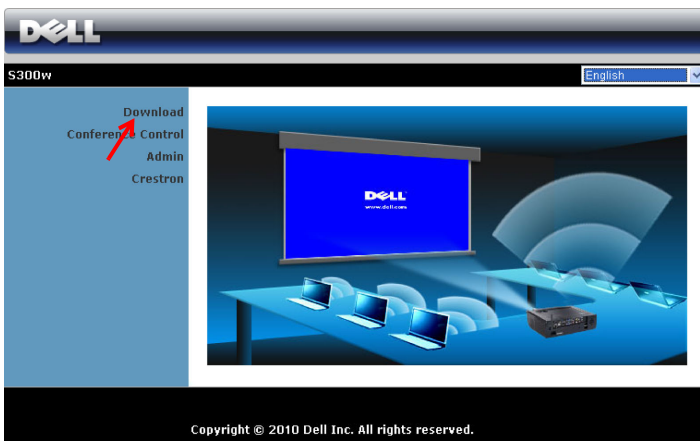 DELL
S300w
English
Download
Conference Control
Admin
Crestron
DELL
www.dell.com
Copyright © 2010 Dell Inc. All rights reserved.